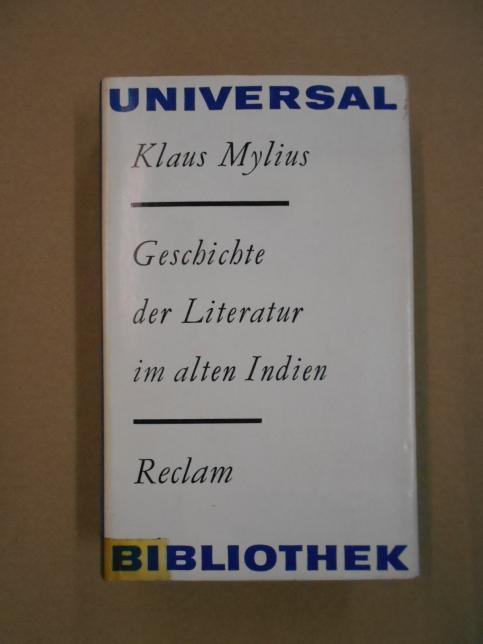 UNIVERSAL
Klaus Mylius
Geschichte
der Literatur
im alten Indien
Reclam
BIBLIOTHEK